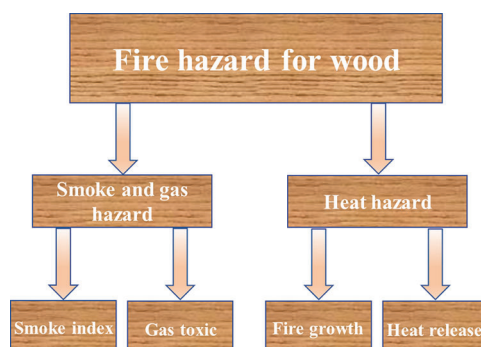 Fire hazard for wood
Smoke and gas
hazard
Heat hazard
Smoke index
Gas toxic
Fire growth
Heat release